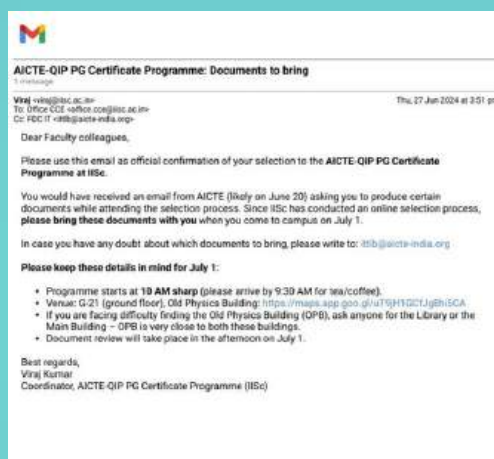 AICTE-QIP PG Certificate Programme: Documents to bring
1 message
Viraj <viraj@iisc.ac.in>
Thu, 27 Jun 2024 at 3:51 pm
To: Office CCE <office.cce@iisc.ac.in>
Cc: FDC IT <ittib@aicte-india.org>
Dear Faculty colleagues,
Please use this email as official confirmation of your selection to the AICTE-QIP PG Certificate
Programme at IISc.
You would have received an email from AICTE (likely on June 20) asking you to produce certain
documents while attending the selection process. Since IISc has conducted an online selection process,
please bring these documents with you when you come to campus on July 1.
In case you have any doubt about which documents to bring, please write to: ittib@aicte-india.org
Please keep these details in mind for July 1:
• Programme starts at 10 AM sharp (please arrive by 9:30 AM for tea/coffee).
• Venue: G-21 (ground floor), Old Physics Building:
• If you are facing difficulty finding the Old Physics Building (OPB), ask anyone for the Library or the
Main Building – OPB is very close to both these buildings.
• Document review will take place in the afternoon on July 1.
Best regards,
Viraj Kumar
Coordinator, AICTE-QIP PG Certificate Programme (IISc)